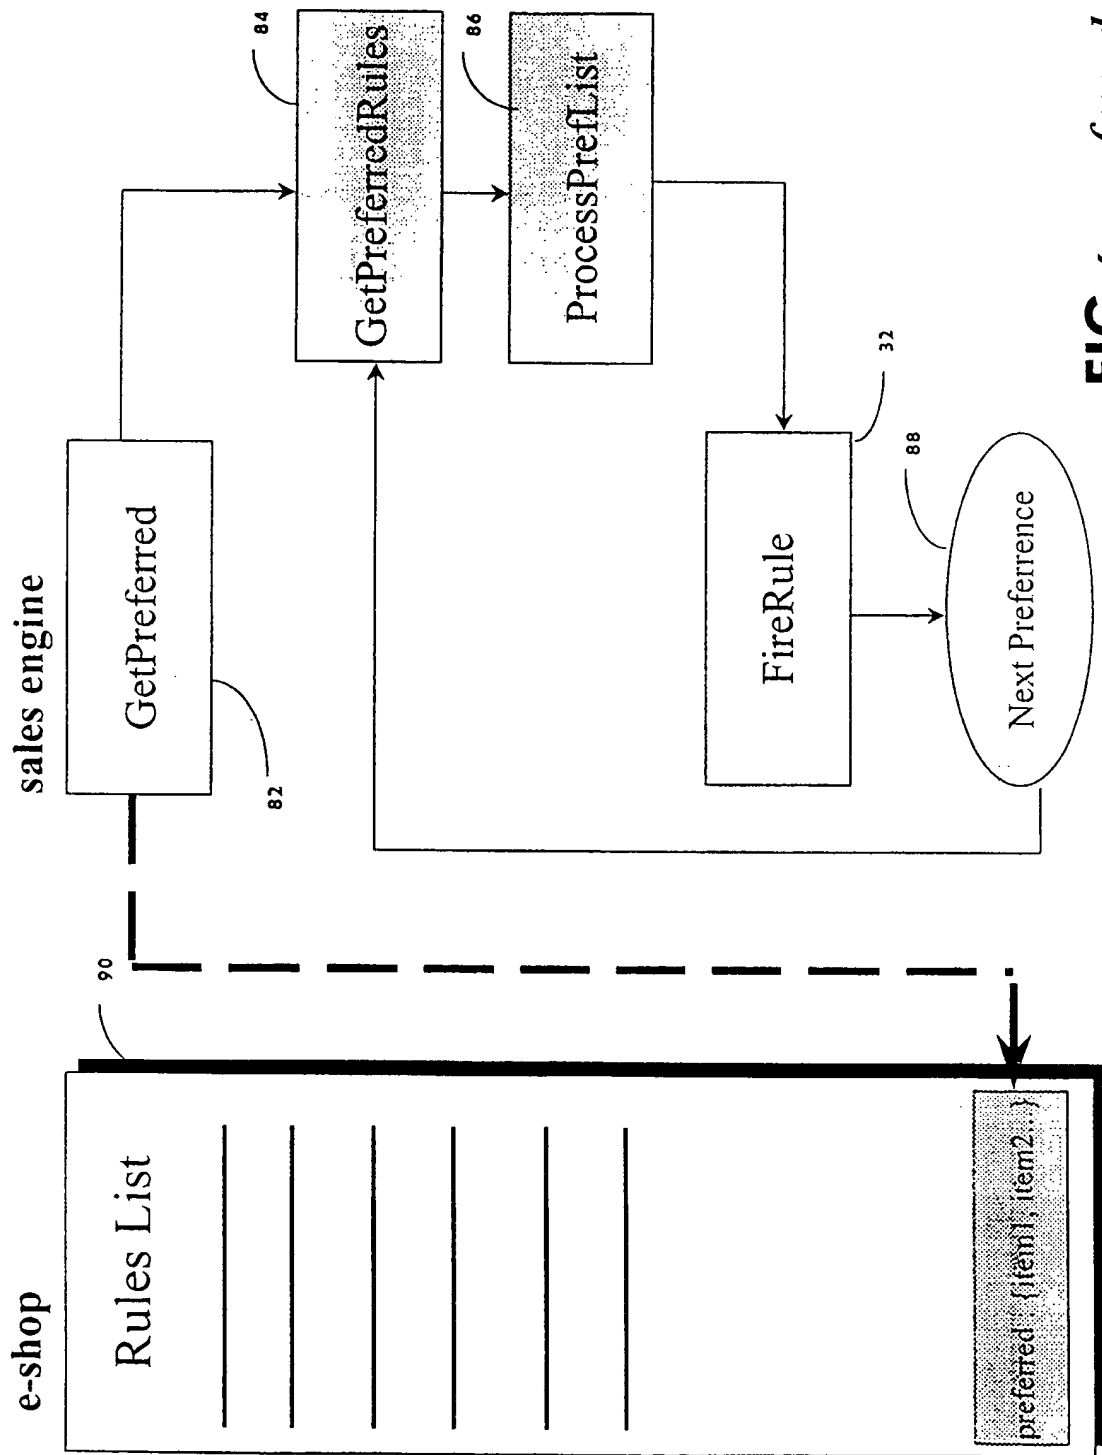 e-shop
Rules List
preferred : {item1, item2...}
90
sales engine
GetPreferred
82
GetPreferredRules
84
ProcessPrefList
86
FireRule
32
Next Preferrence
88
FIG